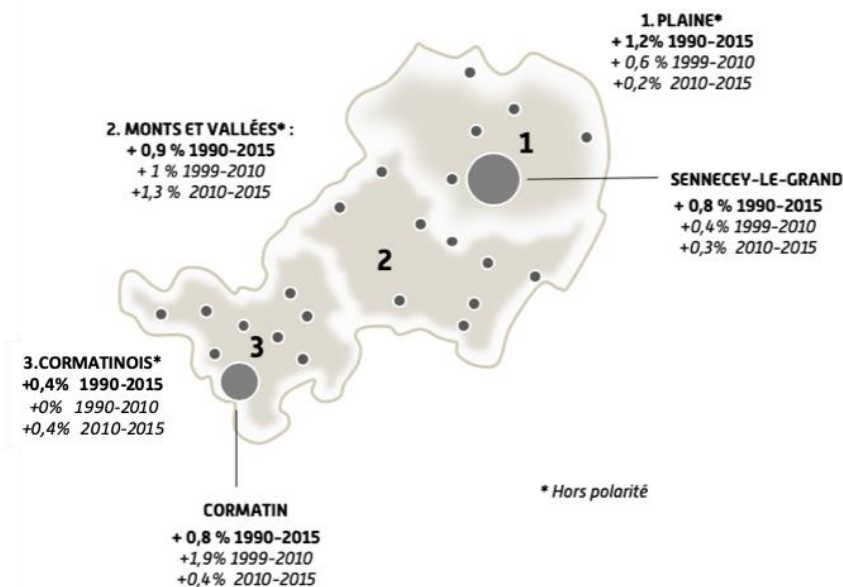 1. PLAINE*
+ 1,2% 1990-2015
+ 0,6 % 1999-2010
+0,2% 2010-2015
2. MONTS ET VALLÉES* :
+ 0,9 % 1990-2015
+ 1 % 1999-2010
+1,3 % 2010-2015
1
SENNECEY-LE-GRAND
+ 0,8 % 1990-2015
+0,4% 1999-2010
+0,3% 2010-2015
2
3
3.CORMATINOIS*
+0,4% 1990-2015
+0% 1990-2010
+0,4% 2010-2015
* Hors polarité
CORMATIN
+ 0,8 % 1990-2015
+1,9% 1999-2010
+0,4% 2010-2015